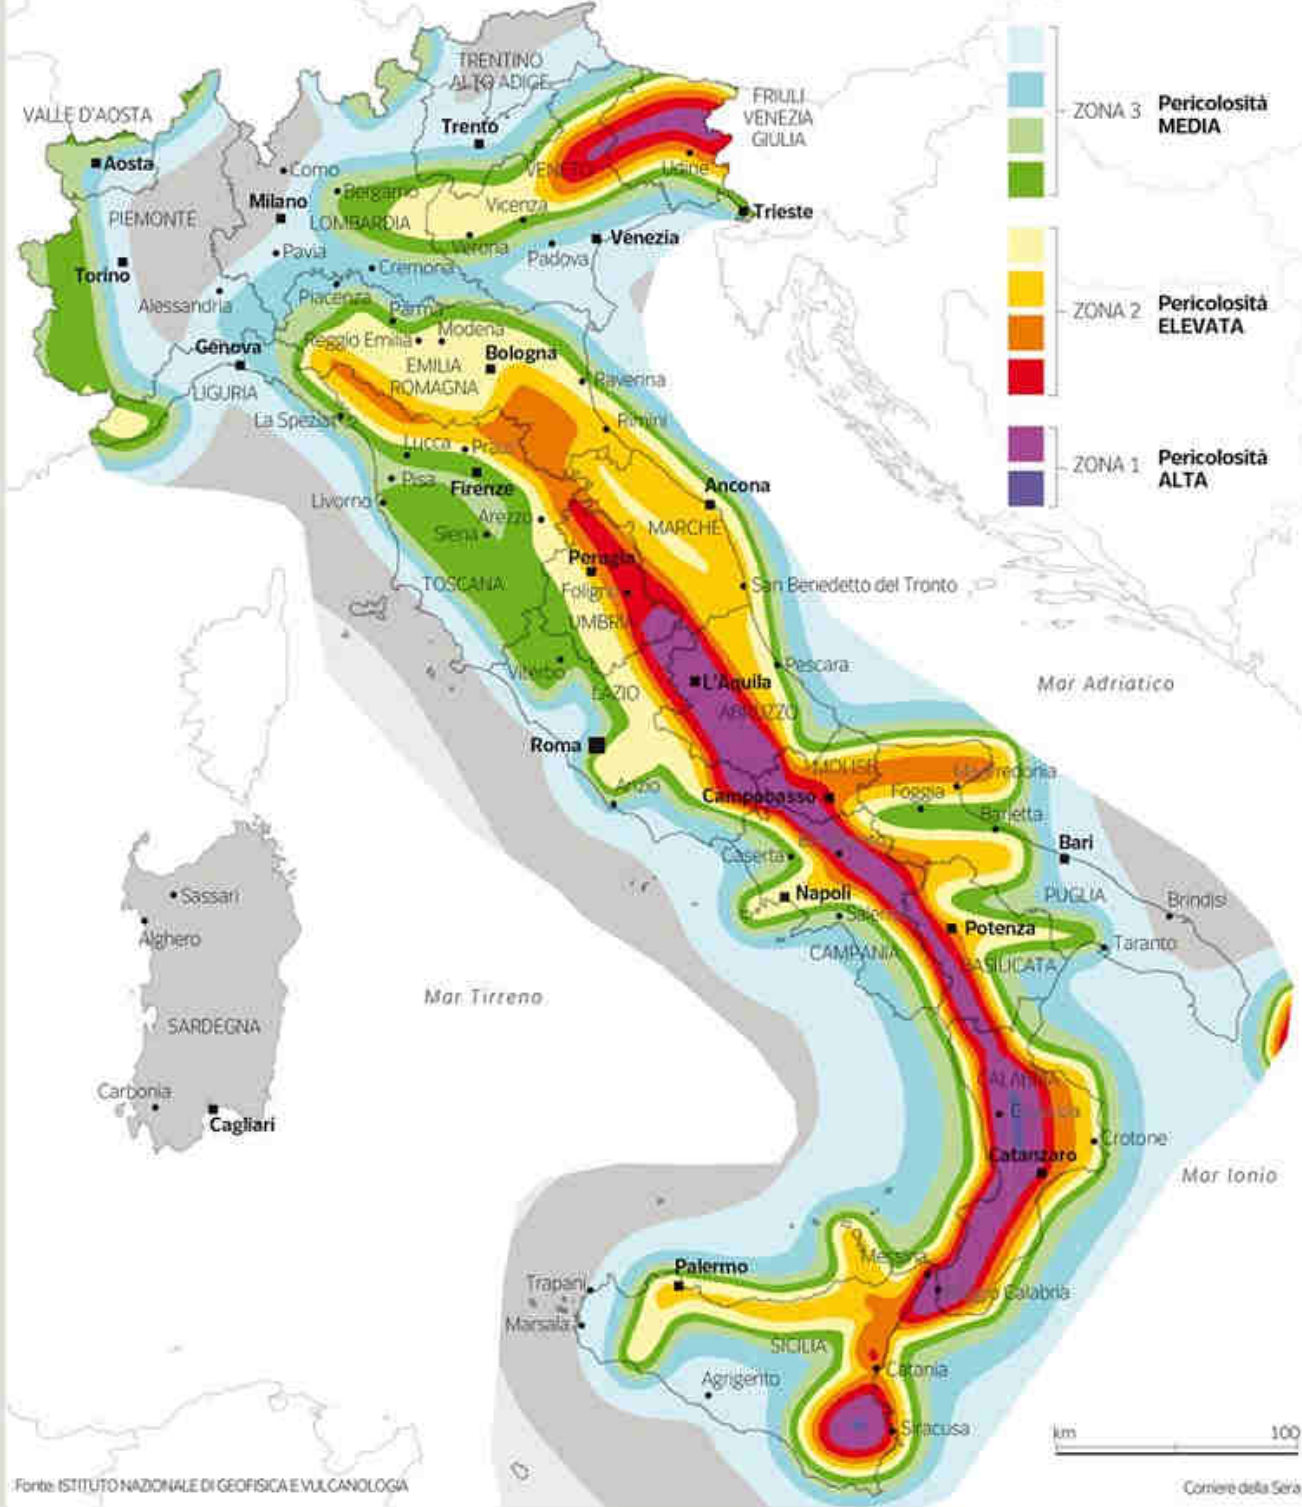 TRENTINO
ALTO ADIGE
VALLE D'AOSTA
FRIULI
VENEZIA
GIULIA
Trento
Aosta
Como
VENETO
Udine
Bergamo
Milano
PIEMONTE
LOMBARDIA
Vicenza
Trieste
Pavia
Verona
Padova
Venezia
Torino
Cremona
Alessandria
Piacenza
Parma
Genova
Reggio Emilia
Modena
Bologna
EMILIA
ROMAGNA
LIGURIA
Ravenna
La Spezia
Rimini
Lucca
Prato
Pisa
Firenze
Ancona
Livorno
Arezzo
Siena
MARCHE
Perugia
TOSCANA
Foligno
San Benedetto del Tronto
UMBRIA
Viterbo
Pescara
LAZIO
L'Aquila
ABRUZZO
Mar Adriatico
Roma
MOLISE
Manfredonia
Anzio
Campobasso
Foggia
Barletta
Caserta
Bari
Napoli
PUGLIA
Brindisi
Sassari
Salerno
Potenza
Alghero
CAMPANIA
BASILICATA
Taranto
Mar Tirreno
SARDEGNA
CALABRIA
Carbonia
Cagliari
Crotone
Catanzaro
Mar Ionio
Messina
Palermo
Trapani
Reggio Calabria
Marsala
SICILIA
Catania
Agrigento
Siracusa
ZONA 3
Pericolosità
MEDIA
ZONA 2
Pericolosità
ELEVATA
ZONA 1
Pericolosità
ALTA
km 100
Fonte: ISTITUTO NAZIONALE DI GEOFISICA E VULCANOLOGIA
Corriere della Sera